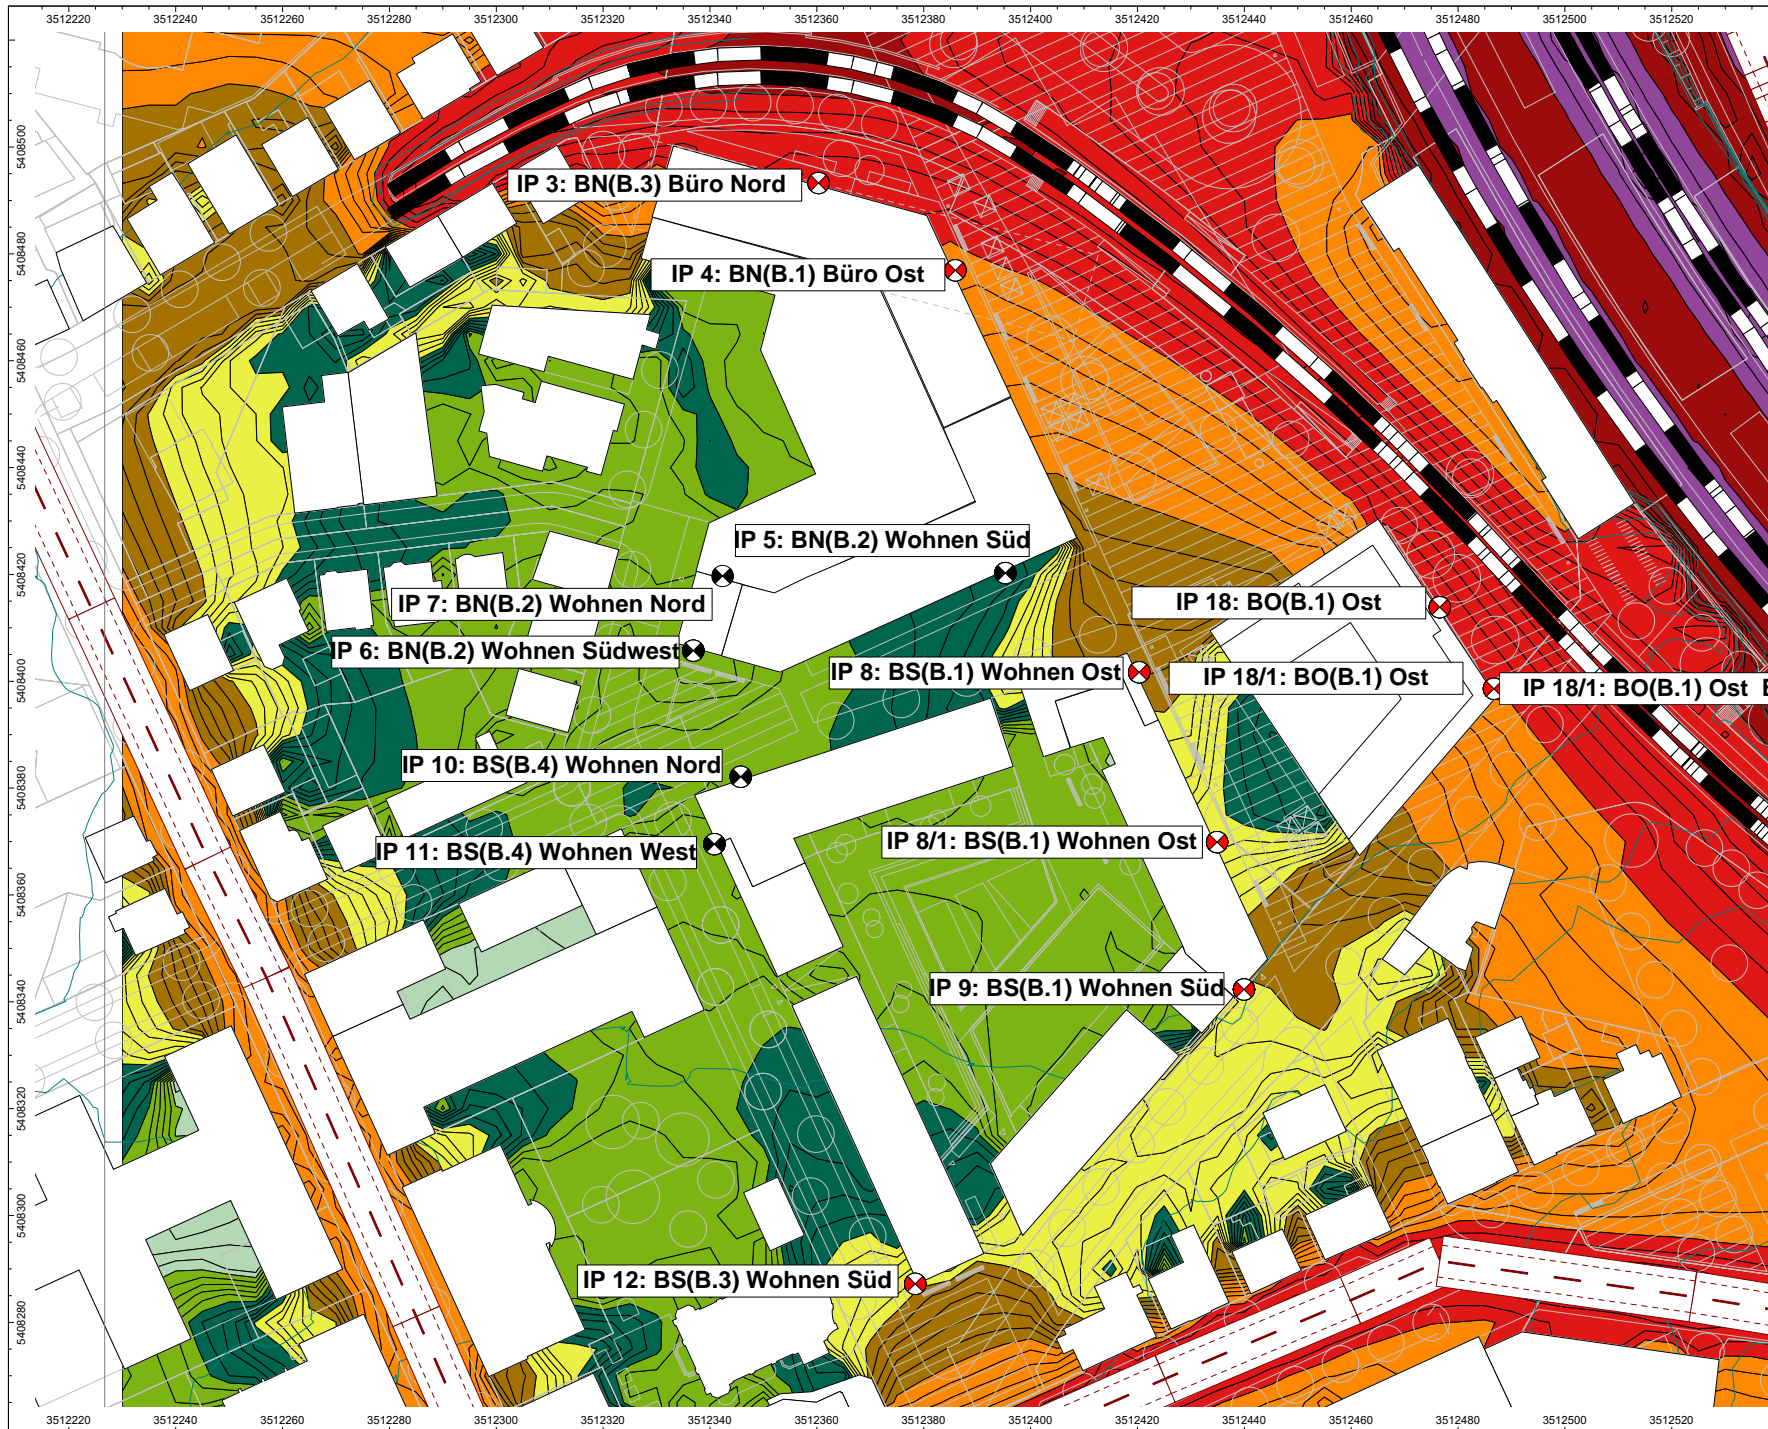 3512220 3512240 3512260 3512280 3512300 3512320 3512340 3512360 3512380 3512400 3512420 3512440 3512460 3512480 3512500 3512520
5408500
5408480
5408460
5408440
5408420
5408400
5408380
5408360
5408340
5408320
5408300
5408280
IP 3: BN(B.3) Büro Nord
IP 4: BN(B.1) Büro Ost
IP 5: BN(B.2) Wohnen Süd
IP 7: BN(B.2) Wohnen Nord
IP 18: BO(B.1) Ost
IP 6: BN(B.2) Wohnen Südwest
IP 8: BS(B.1) Wohnen Ost
IP 18/1: BO(B.1) Ost
IP 18/1: BO(B.1) Ost
IP 10: BS(B.4) Wohnen Nord
IP 11: BS(B.4) Wohnen West
IP 8/1: BS(B.1) Wohnen Ost
IP 9: BS(B.1) Wohnen Süd
IP 12: BS(B.3) Wohnen Süd
3512220 3512240 3512260 3512280 3512300 3512320 3512340 3512360 3512380 3512400 3512420 3512440 3512460 3512480 3512500 3512520